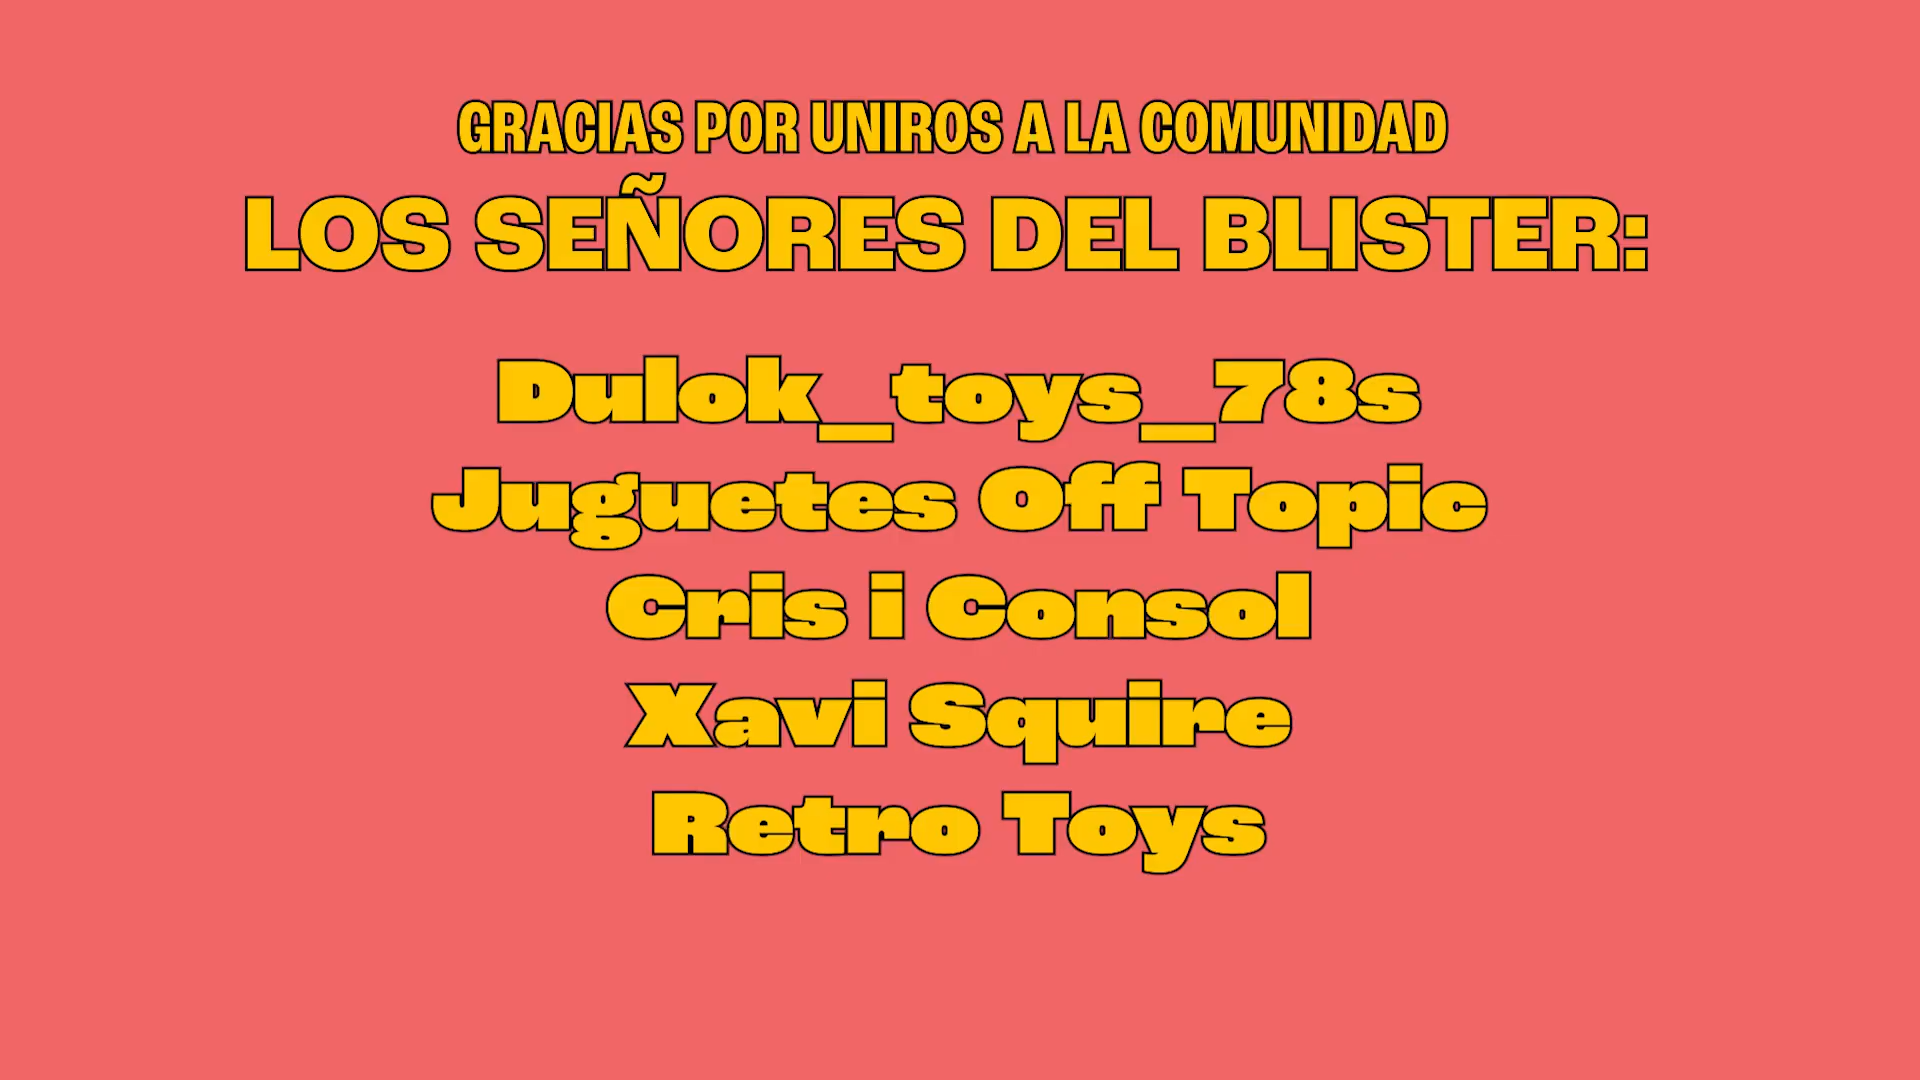 GRACIAS POR UNIROS A LA COMUNIDAD
LOS SEÑORES DEL BLISTER:
Dulok_toys_78s
Juguetes Off Topic
Cris i Consol
Xavi Squire
Retro Toys